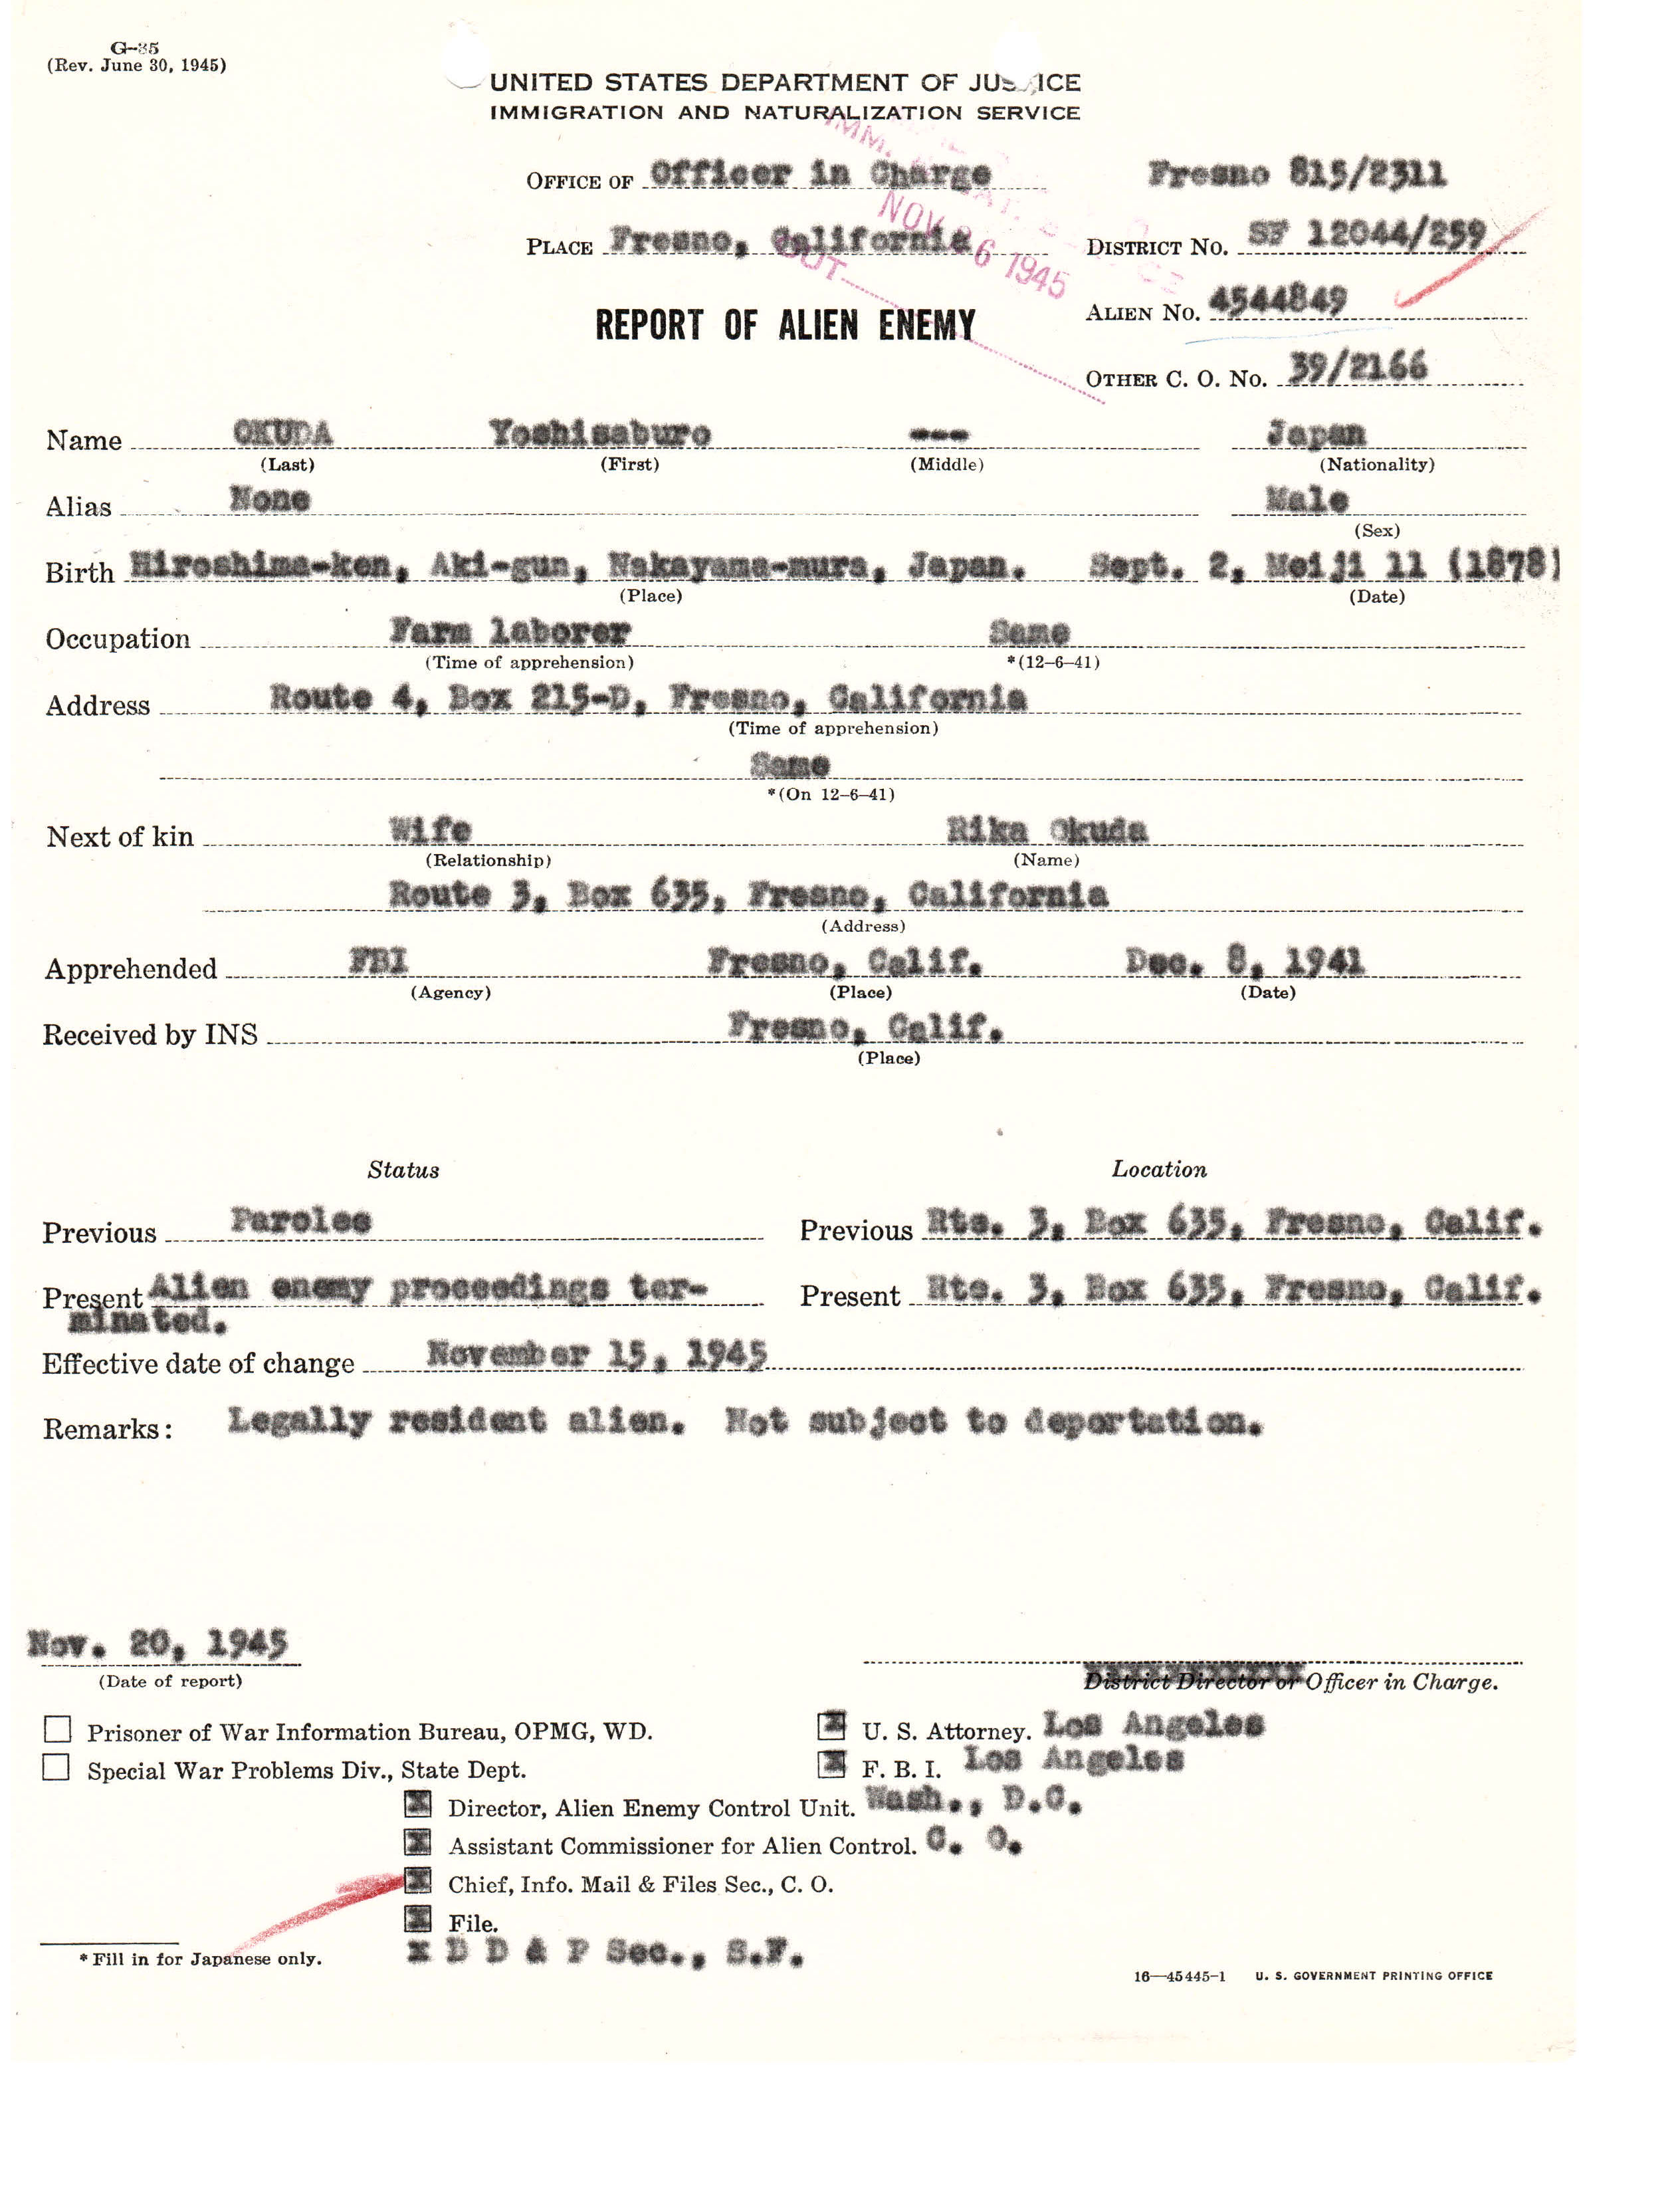 G-35
(Rev. June 30, 1945)
UNITED STATES DEPARTMENT OF JUSTICE
IMMIGRATION AND NATURALIZATION SERVICE
OFFICE OF Officer in Charge Fresno 815/2311
PLACE Fresno, California DISTRICT NO. SF 12044/259
NOV 26 1945
OUT
ALIEN NO. 4544849
REPORT OF ALIEN ENEMY
OTHER C. O. NO. 39/2166
Name OKUDA Yoshisaburo --- Japan
(Last) (First) (Middle) (Nationality)
Alias None Male
(Sex)
Birth Hiroshima-ken, Aki-gun, Nakayama-mura, Japan. Sept. 2, Meiji 11 (1878)
(Place) (Date)
Occupation Farm laborer Same
(Time of apprehension) *(12-6-41)
Address Route 4, Box 215-D, Fresno, California
(Time of apprehension)
Same
*(On 12-6-41)
Next of kin Wife Rika Okuda
(Relationship) (Name)
Route 3, Box 635, Fresno, California
(Address)
Apprehended FBI Fresno, Calif. Dec. 8, 1941
(Agency) (Place) (Date)
Received by INS Fresno, Calif.
(Place)
Status Location
Previous Parolee Previous Rte. 3, Box 635, Fresno, Calif.
Present Alien enemy proceedings ter- Present Rte. 3, Box 635, Fresno, Calif.
minated.
Effective date of change November 15, 1945
Remarks: Legally resident alien. Not subject to deportation.
Nov. 20, 1945
(Date of report) District Director or Officer in Charge.
Prisoner of War Information Bureau, OPMG, WD. X U. S. Attorney. Los Angeles
Special War Problems Div., State Dept. X F. B. I. Los Angeles
X Director, Alien Enemy Control Unit. Wash., D.C.
X Assistant Commissioner for Alien Control. C. O.
X Chief, Info. Mail & Files Sec., C. O.
X File.
* Fill in for Japanese only. X D D & P Sec., S.F.
16—45445-1 U. S. GOVERNMENT PRINTING OFFICE